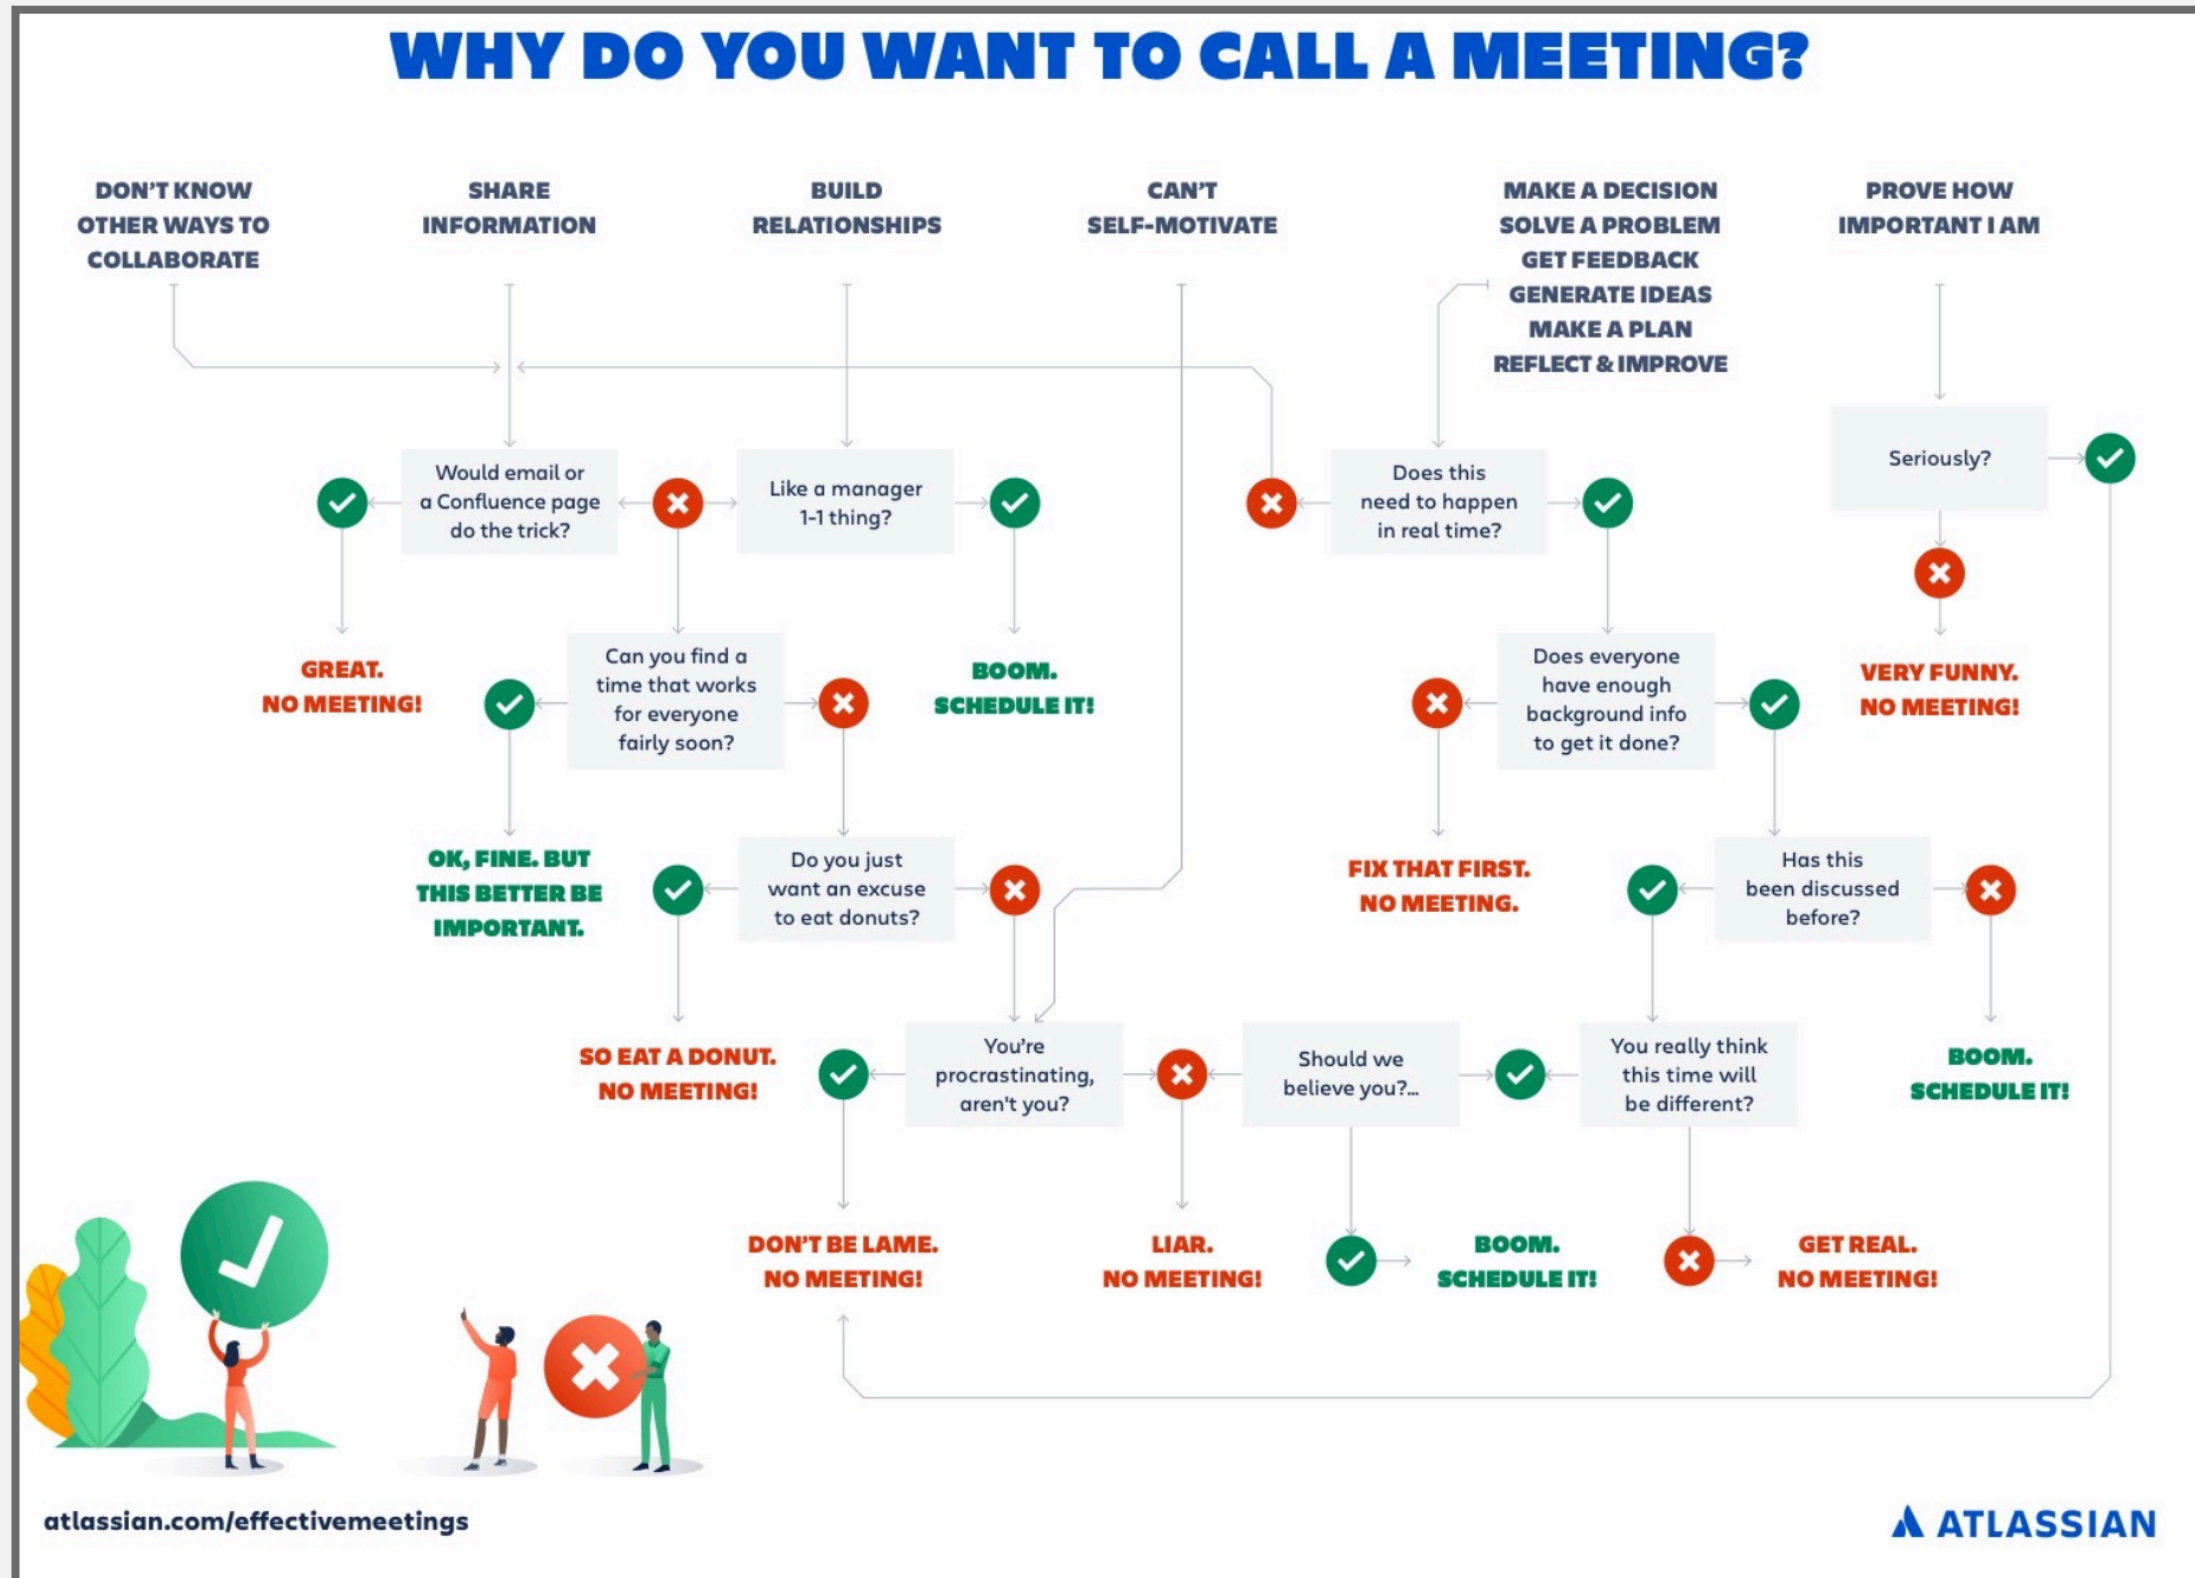 WHY DO YOU WANT TO CALL A MEETING?
DON'T KNOW
OTHER WAYS TO
COLLABORATE
SHARE
INFORMATION
BUILD
RELATIONSHIPS
CAN'T
SELF-MOTIVATE
MAKE A DECISION
SOLVE A PROBLEM
GET FEEDBACK
GENERATE IDEAS
MAKE A PLAN
REFLECT & IMPROVE
PROVE HOW
IMPORTANT I AM
Would email or
a Confluence page
do the trick?
Like a manager
1-1 thing?
Does this
need to happen
in real time?
Seriously?
GREAT.
NO MEETING!
Can you find a
time that works
for everyone
fairly soon?
BOOM.
SCHEDULE IT!
Does everyone
have enough
background info
to get it done?
VERY FUNNY.
NO MEETING!
OK, FINE. BUT
THIS BETTER BE
IMPORTANT.
Do you just
want an excuse
to eat donuts?
FIX THAT FIRST.
NO MEETING.
Has this
been discussed
before?
SO EAT A DONUT.
NO MEETING!
You're
procrastinating,
aren't you?
Should we
believe you?...
You really think
this time will
be different?
BOOM.
SCHEDULE IT!
DON'T BE LAME.
NO MEETING!
LIAR.
NO MEETING!
BOOM.
SCHEDULE IT!
GET REAL.
NO MEETING!
atlassian.com/effectivemeetings
ATLASSIAN